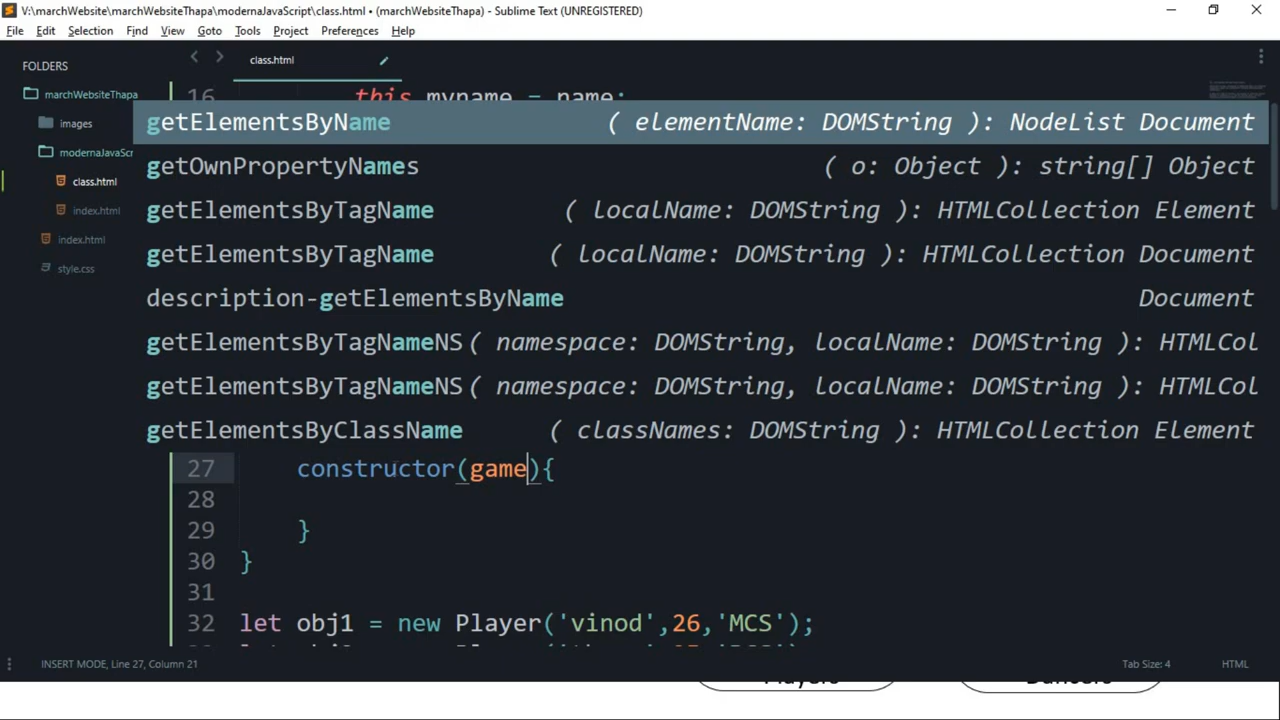 V:\marchWebsite\marchWebsiteThapa\modernaJavaScript\class.html • (marchWebsiteThapa) - Sublime Text (UNREGISTERED)
File Edit Selection Find View Goto Tools Project Preferences Help
FOLDERS
marchWebsiteThapa
images
modernaJavaScr
class.html
index.html
index.html
style.css
class.html
16 this.myname = name;
getElementsByName ( elementName: DOMString ): NodeList Document
getOwnPropertyNames ( o: Object ): string[] Object
getElementsByTagName ( localName: DOMString ): HTMLCollection Element
getElementsByTagName ( localName: DOMString ): HTMLCollection Document
description-getElementsByName Document
getElementsByTagNameNS ( namespace: DOMString, localName: DOMString ): HTMLCol
getElementsByTagNameNS ( namespace: DOMString, localName: DOMString ): HTMLCol
getElementsByClassName ( classNames: DOMString ): HTMLCollection Element
27 constructor(game){
28
29 }
30 }
31
32 let obj1 = new Player('vinod',26,'MCS');
INSERT MODE, Line 27, Column 21 Tab Size: 4 HTML
Players Dancers